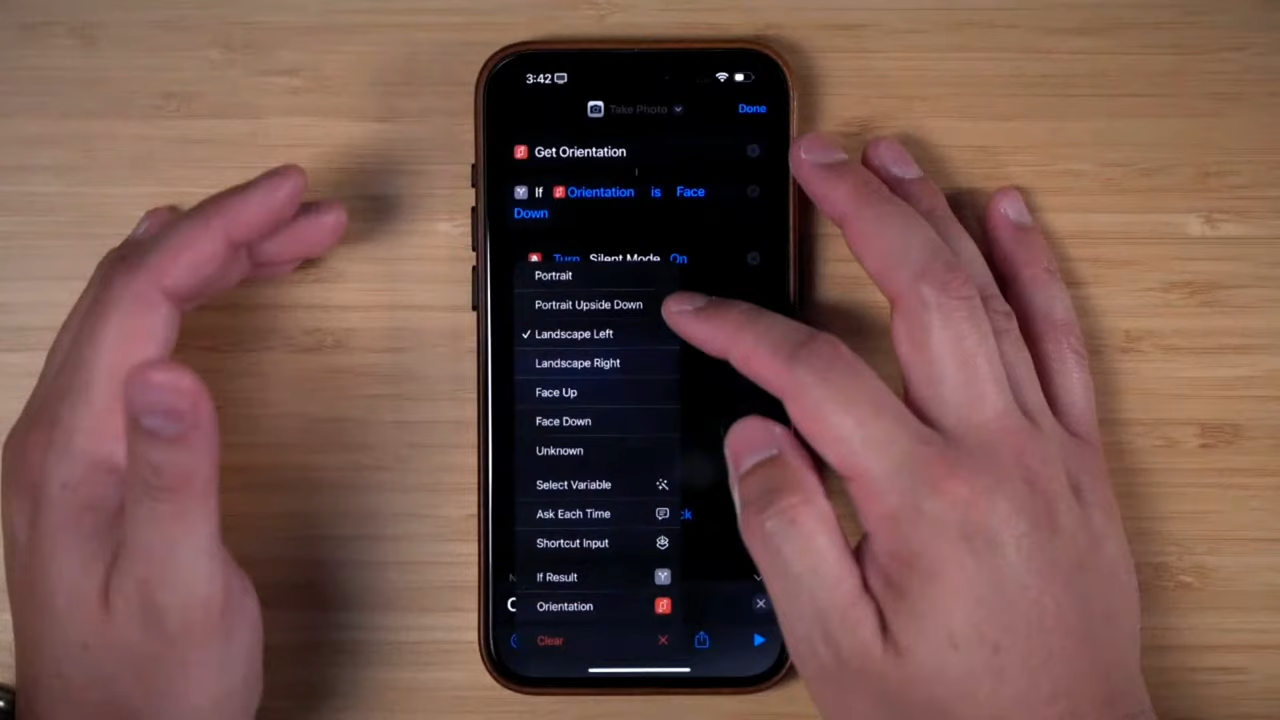 3:42
Take Photo
Done
Get Orientation
If Orientation is Face
Down
Turn Silent Mode On
Portrait
Portrait Upside Down
Landscape Left
Landscape Right
Face Up
Face Down
Unknown
Select Variable
Ask Each Time
Shortcut Input
If Result
Orientation
Clear